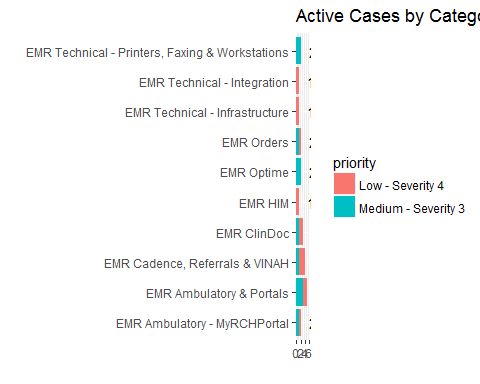 Active Cases by Catego
EMR Technical - Printers, Faxing & Workstations
EMR Technical - Integration
EMR Technical - Infrastructure
EMR Orders
EMR Optime
EMR HIM
EMR ClinDoc
EMR Cadence, Referrals & VINAH
EMR Ambulatory & Portals
EMR Ambulatory - MyRCHPortal
priority
Low - Severity 4
Medium - Severity 3